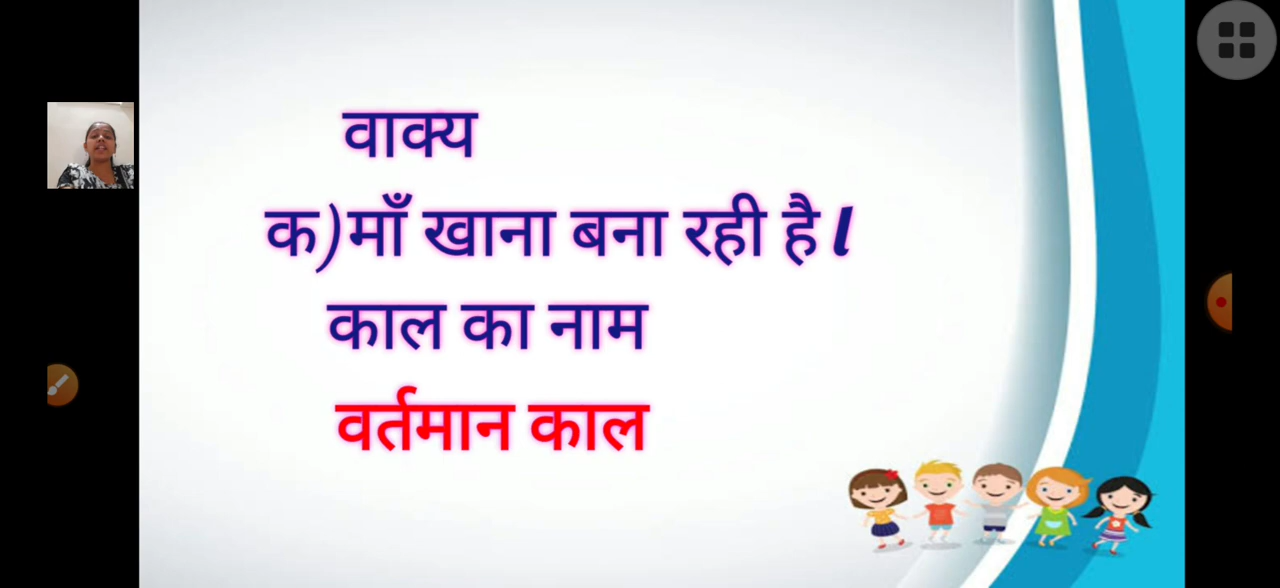 वाक्य
क)माँ खाना बना रही है l
काल का नाम
वर्तमान काल